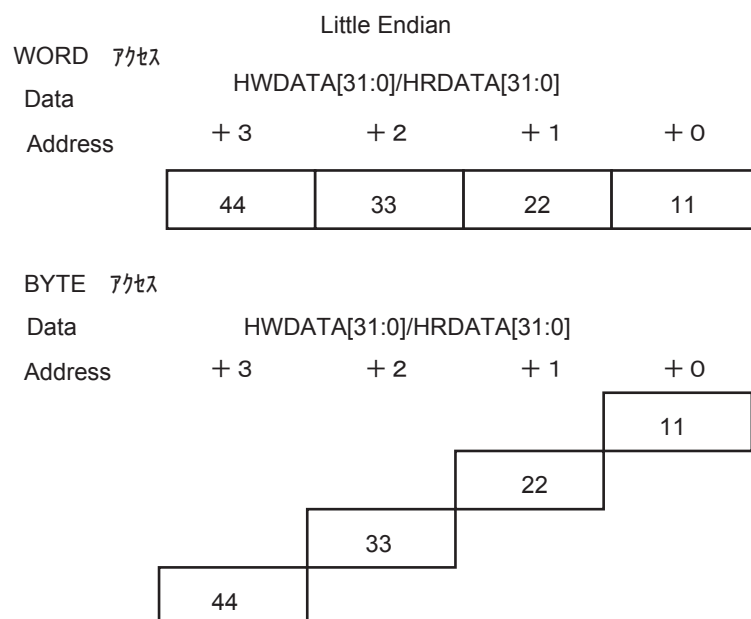 Little Endian
WORD ｱｸｾｽ
HWDATA[31:0]/HRDATA[31:0]
Data
Address ＋３ ＋２ ＋１ ＋０
44 33 22 11
BYTE ｱｸｾｽ
Data HWDATA[31:0]/HRDATA[31:0]
Address ＋３ ＋２ ＋１ ＋０
11
22
33
44